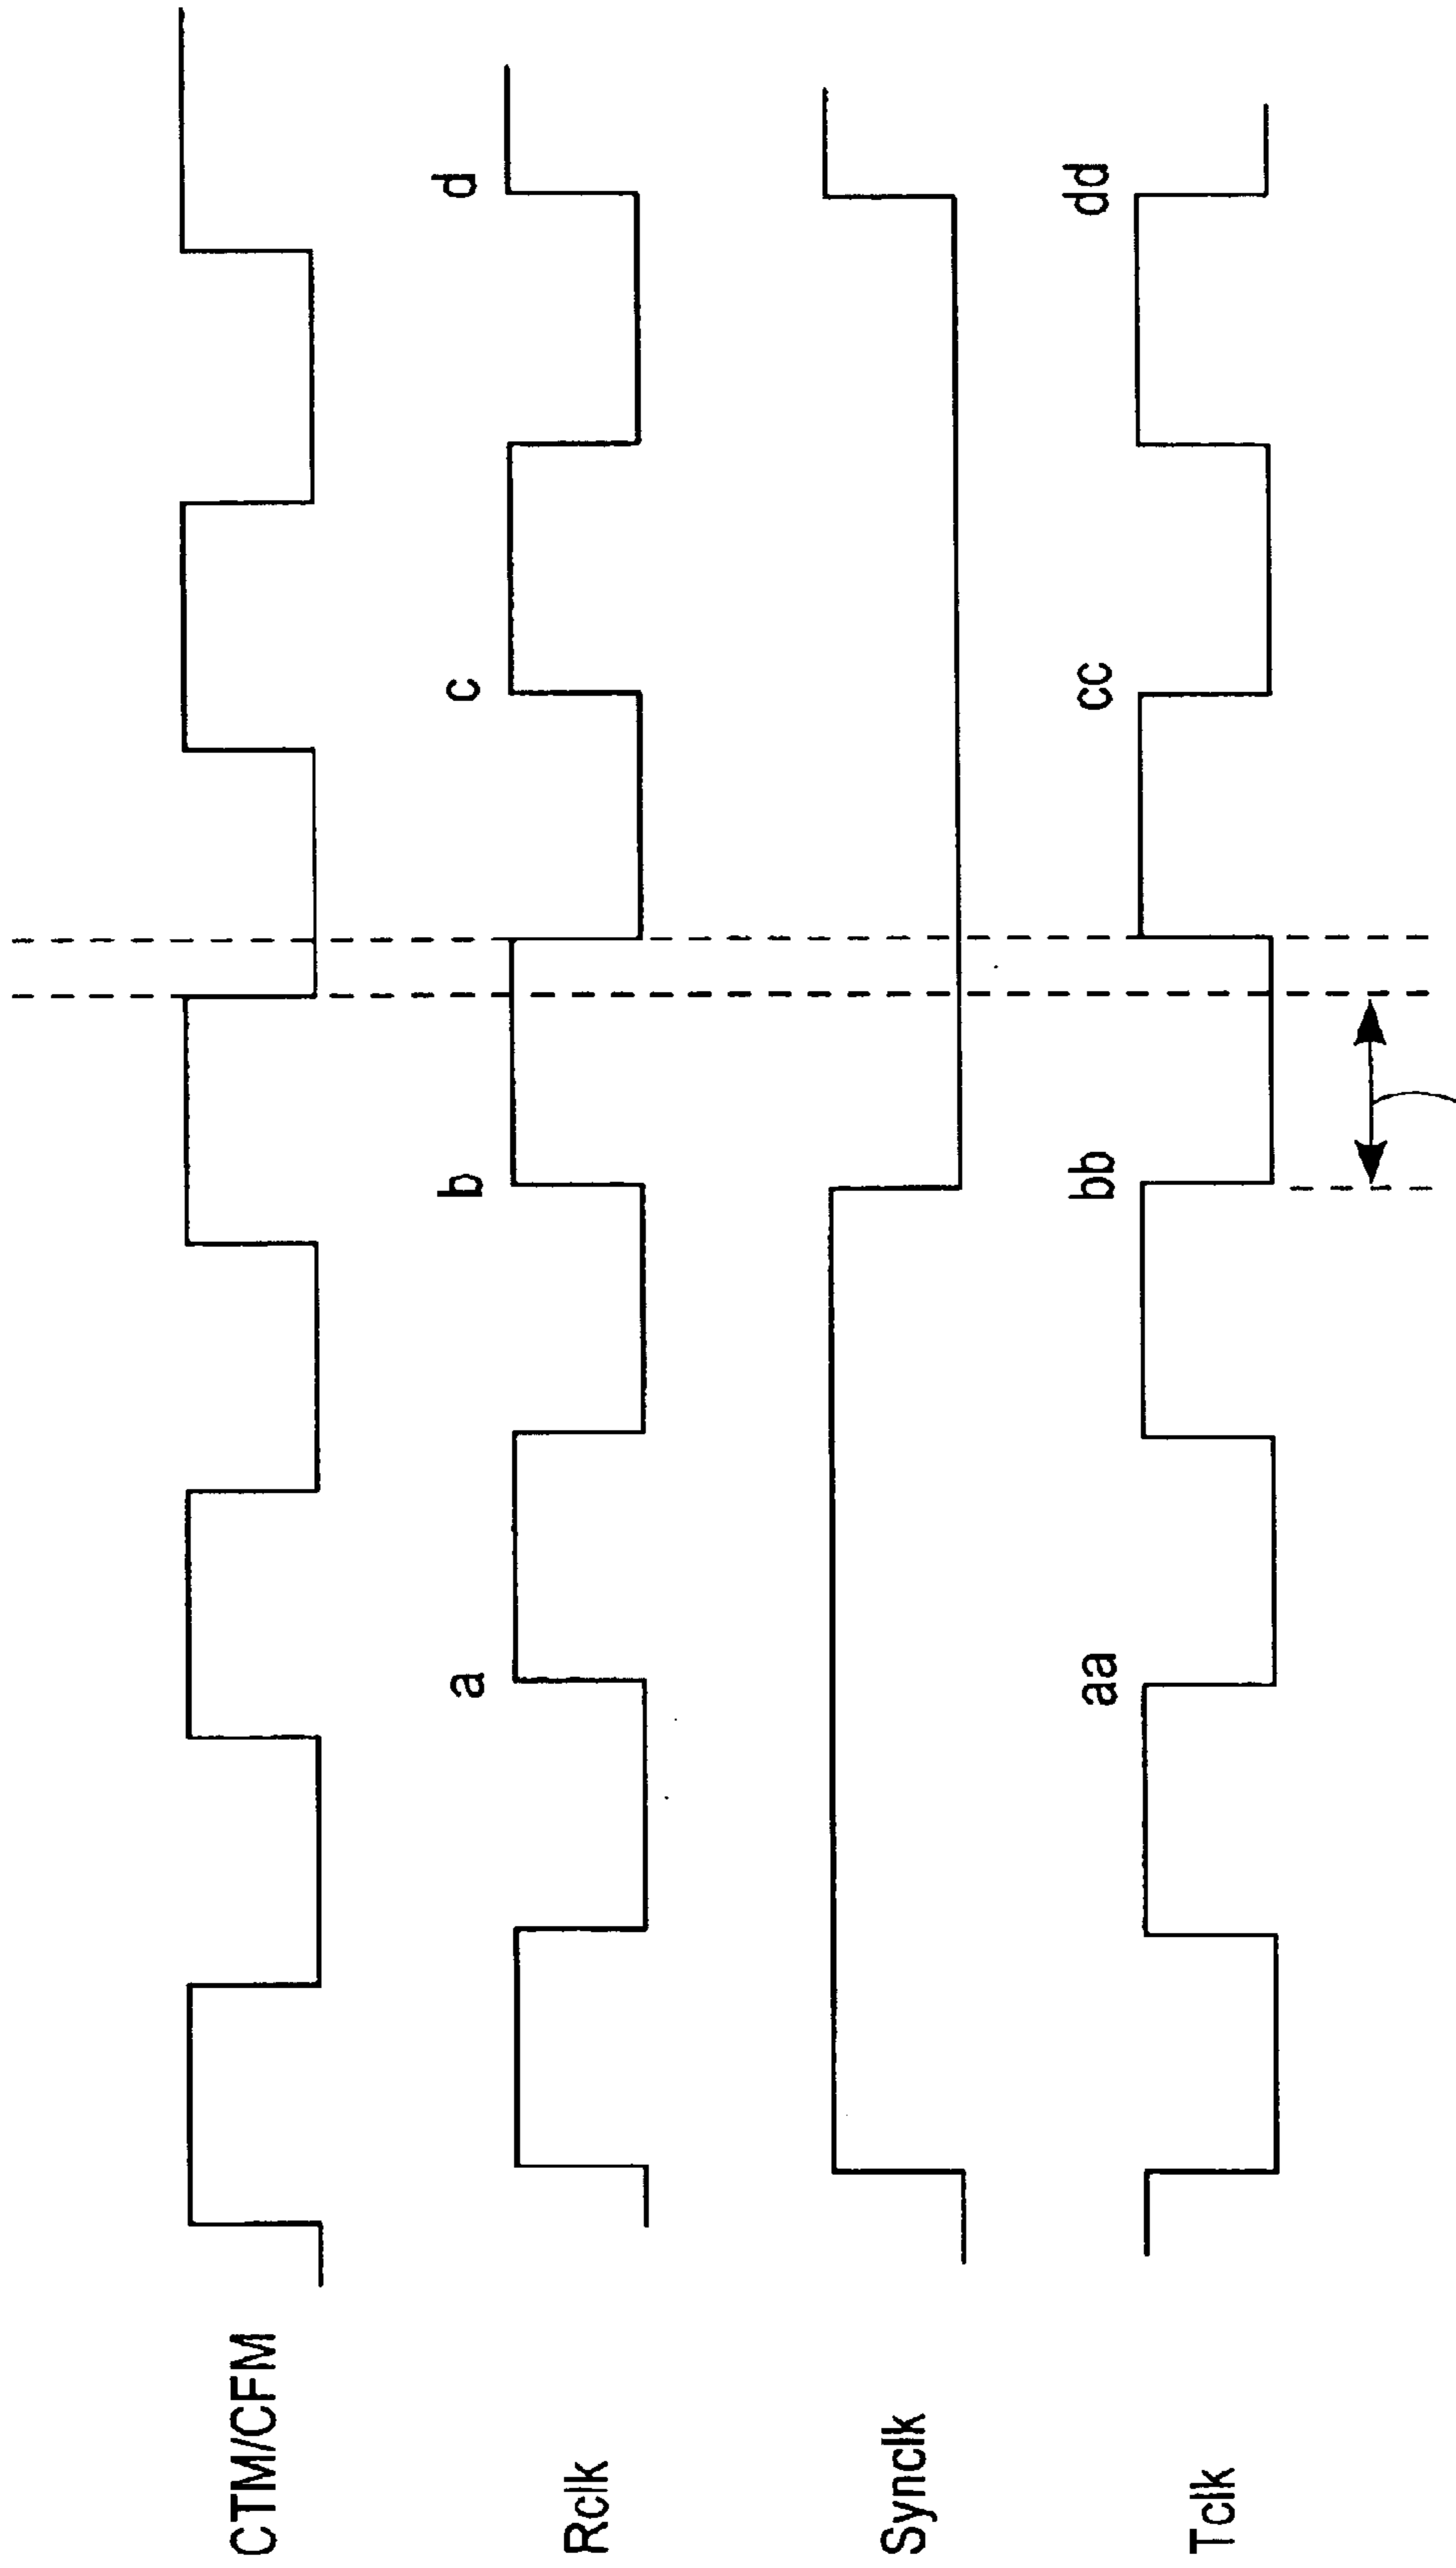 CTM/CFM
Rclk
a
b
c
d
Synclk
Tclk
aa
bb
cc
dd